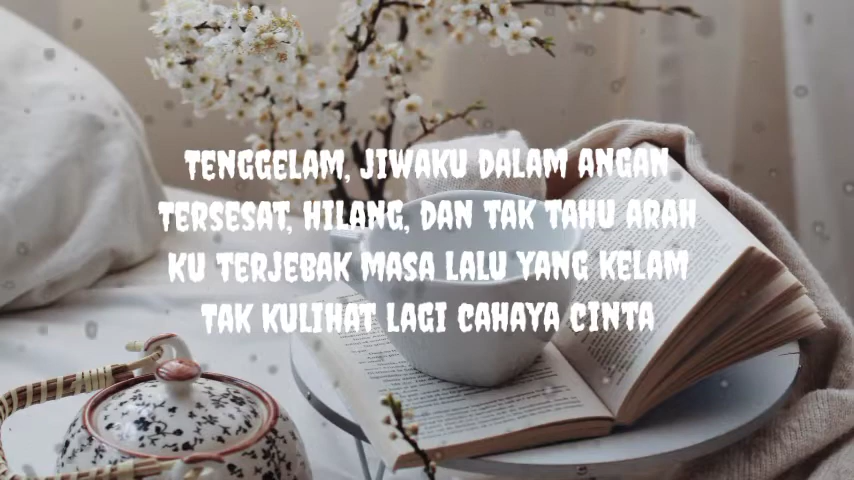 TENGGELAM, JIWAKU DALAM ANGAN
TERSESAT, HILANG, DAN TAK TAHU ARAH
KU TERJEBAK MASA LALU YANG KELAM
TAK KULIHAT LAGI CAHAYA CINTA